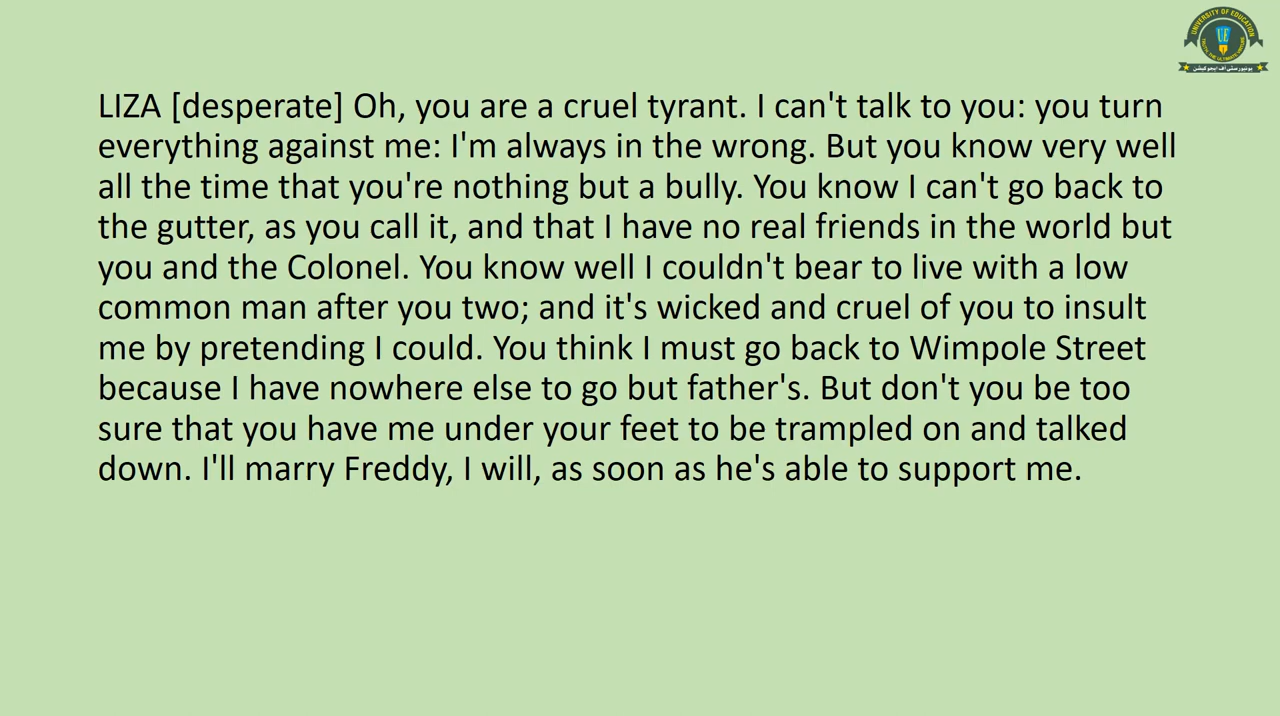 UNIVERSITY OF EDUCATION
UE
یونیورسٹی آف ایجوکیشن
LIZA [desperate] Oh, you are a cruel tyrant. I can't talk to you: you turn
everything against me: I'm always in the wrong. But you know very well
all the time that you're nothing but a bully. You know I can't go back to
the gutter, as you call it, and that I have no real friends in the world but
you and the Colonel. You know well I couldn't bear to live with a low
common man after you two; and it's wicked and cruel of you to insult
me by pretending I could. You think I must go back to Wimpole Street
because I have nowhere else to go but father's. But don't you be too
sure that you have me under your feet to be trampled on and talked
down. I'll marry Freddy, I will, as soon as he's able to support me.